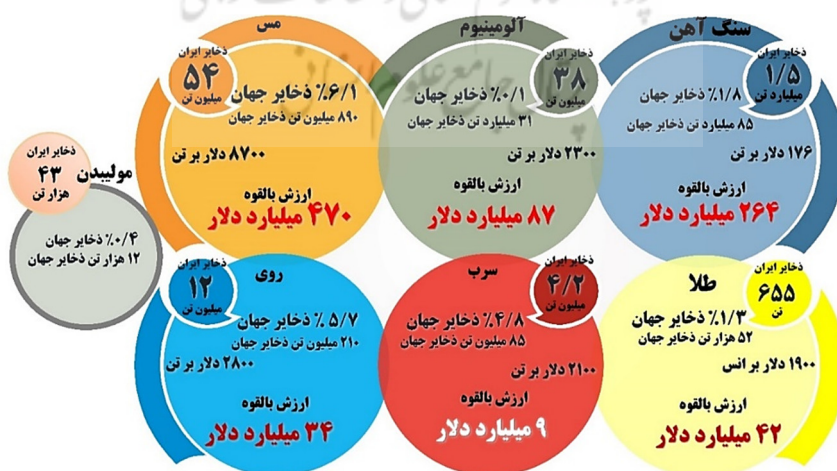 سنگ آهن
ذخایر ایران
۱/۵
میلیارد تن
۱/۸٪ ذخایر جهان
۸۵ میلیارد تن ذخایر جهان
۱۷۶ دلار بر تن
ارزش بالقوه
۲۶۴ میلیارد دلار
آلومینیوم
ذخایر ایران
۳۸
میلیون تن
۰/۱٪ ذخایر جهان
۳۱ میلیارد تن ذخایر جهان
۲۳۰۰ دلار بر تن
ارزش بالقوه
۸۷ میلیارد دلار
مس
ذخایر ایران
۵۴
میلیون تن
۶/۱٪ ذخایر جهان
۸۹۰ میلیون تن ذخایر جهان
۸۷۰۰ دلار بر تن
ارزش بالقوه
۴۷۰ میلیارد دلار
مولیبدن
ذخایر ایران
۴۳
هزار تن
۰/۴٪ ذخایر جهان
۱۲ هزار تن ذخایر جهان
طلا
ذخایر ایران
۶۵۵
تن
۱/۳٪ ذخایر جهان
۵۲ هزار تن ذخایر جهان
۱۹۰۰ دلار بر انس
ارزش بالقوه
۴۲ میلیارد دلار
سرب
ذخایر ایران
۴/۲
میلیون تن
۴/۸٪ ذخایر جهان
۸۵ میلیون تن ذخایر جهان
۲۱۰۰ دلار بر تن
ارزش بالقوه
۹ میلیارد دلار
روی
ذخایر ایران
۱۲
میلیون تن
۵/۷ ٪ ذخایر جهان
۲۱۰ میلیون تن ذخایر جهان
۲۸۰۰ دلار بر تن
ارزش بالقوه
۳۴ میلیارد دلار